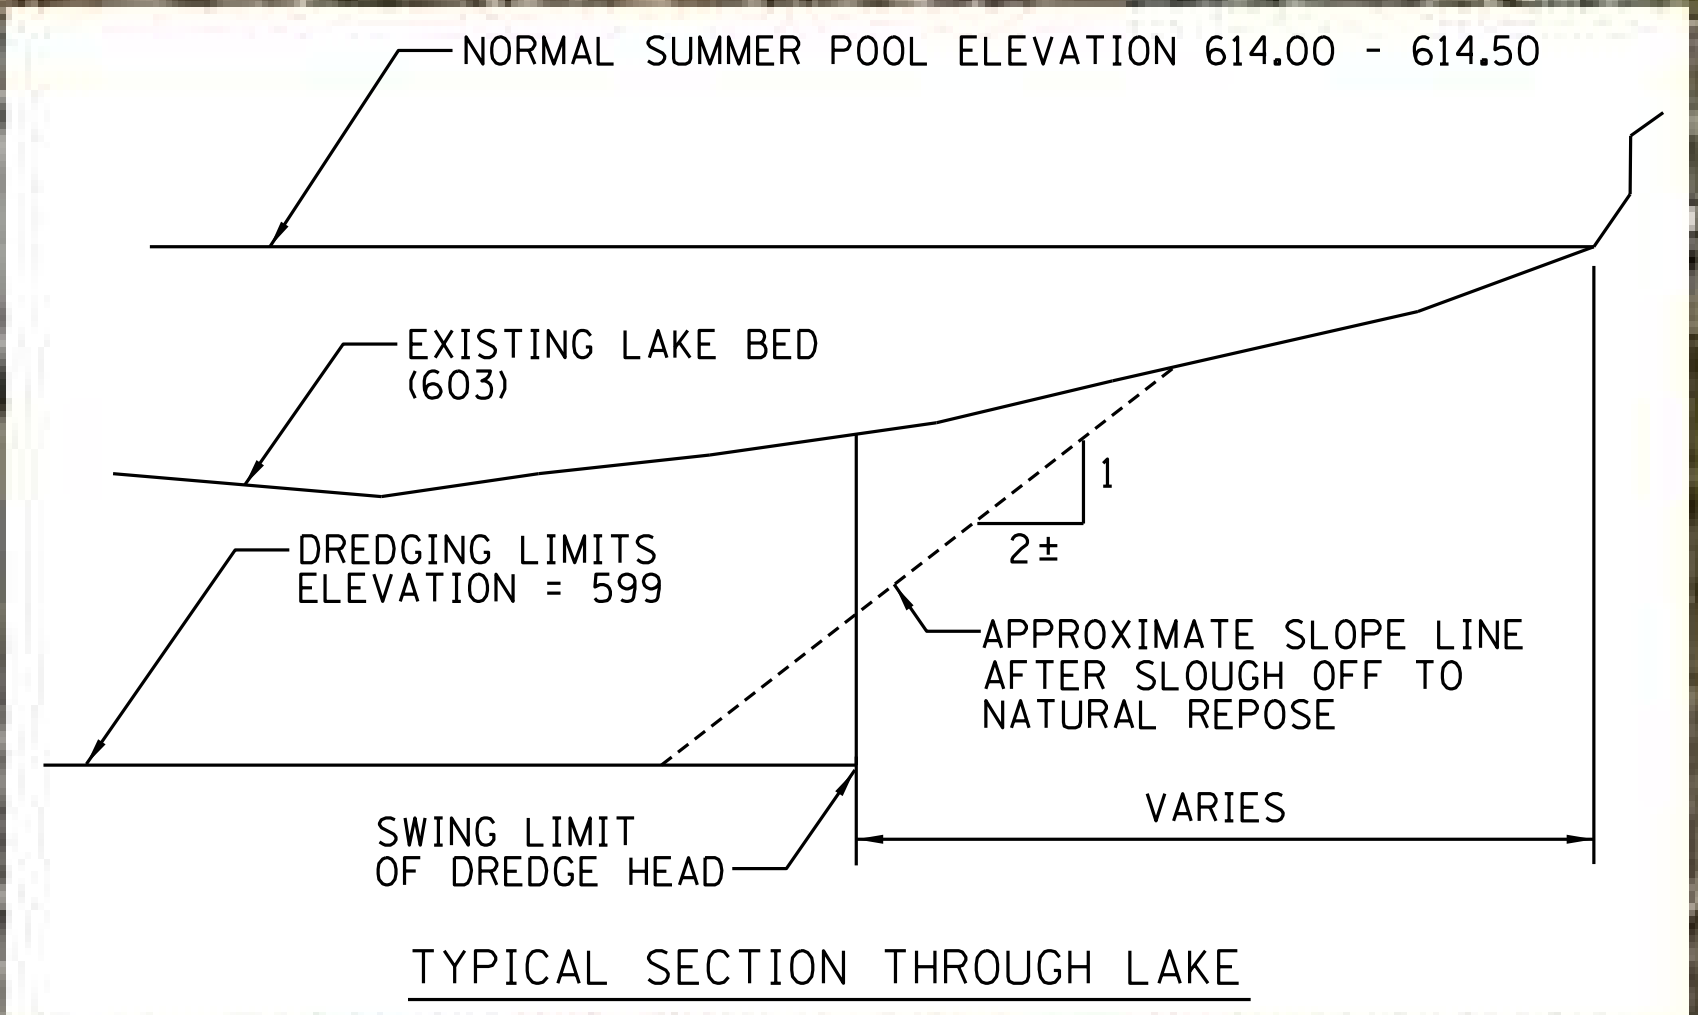 NORMAL SUMMER POOL ELEVATION 614.00 - 614.50
EXISTING LAKE BED
(603)
1
2±
DREDGING LIMITS
ELEVATION = 599
APPROXIMATE SLOPE LINE
AFTER SLOUGH OFF TO
NATURAL REPOSE
VARIES
SWING LIMIT
OF DREDGE HEAD
TYPICAL SECTION THROUGH LAKE